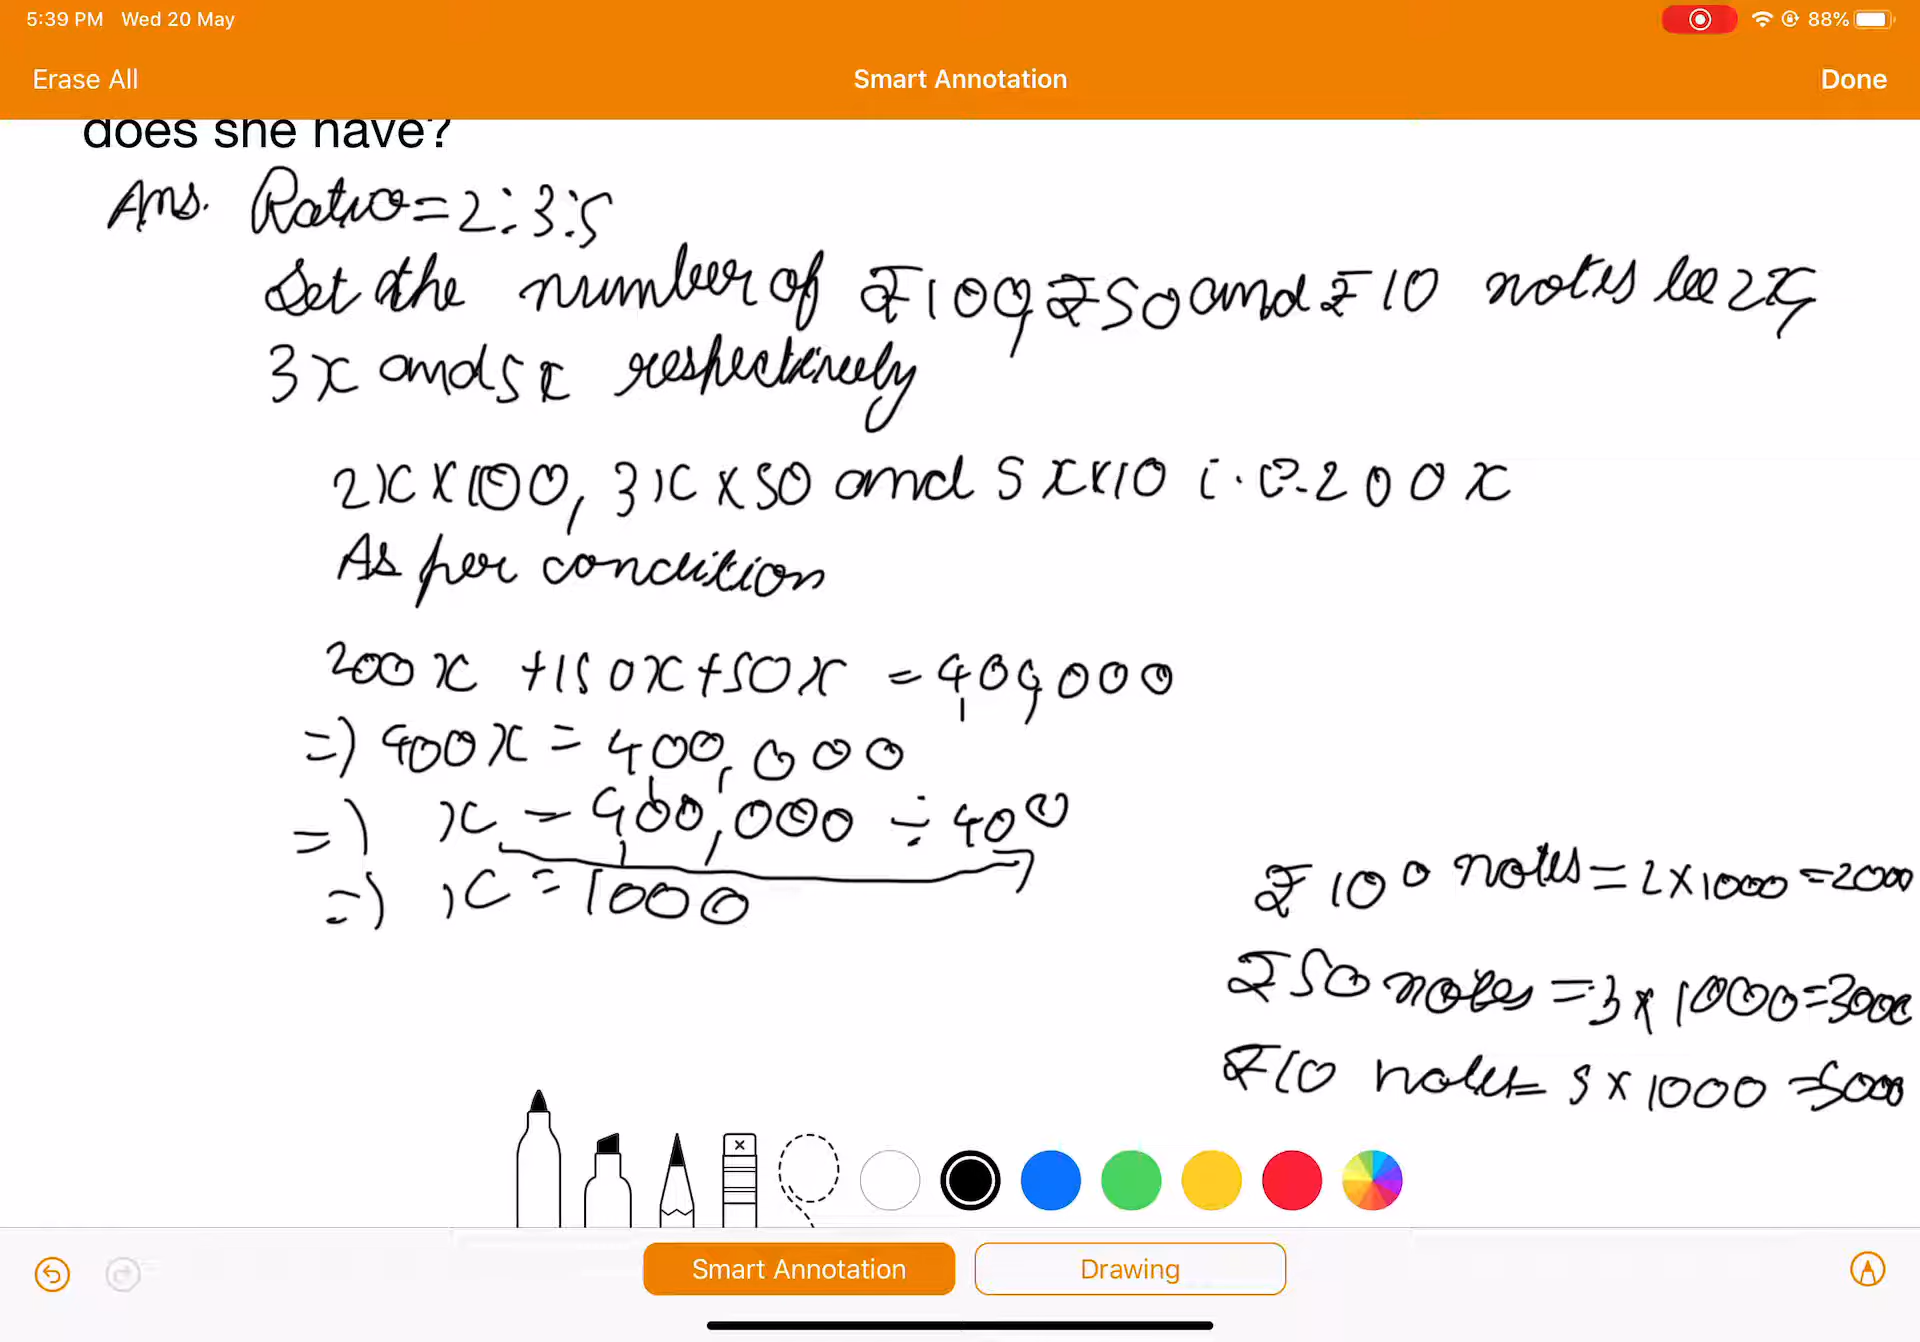 5:39 PM Wed 20 May 88%
Erase All Smart Annotation Done
does she have?
Ans. Ratio=2:3:5
Let the number of ₹100, ₹50 and ₹10 notes be 2x,
3x and 5x respectively
2x×100, 3x×50 and 5x×10 i.e. 200x
As per condition
200x +150x+50x = 400,000
=) 400x = 400,000
=) x = 400,000 ÷ 400
=) x = 1000
₹100 notes = 2×1000 = 2000
₹50 notes = 3×1000 = 3000
₹10 notes = 5×1000 = 5000
Smart Annotation Drawing